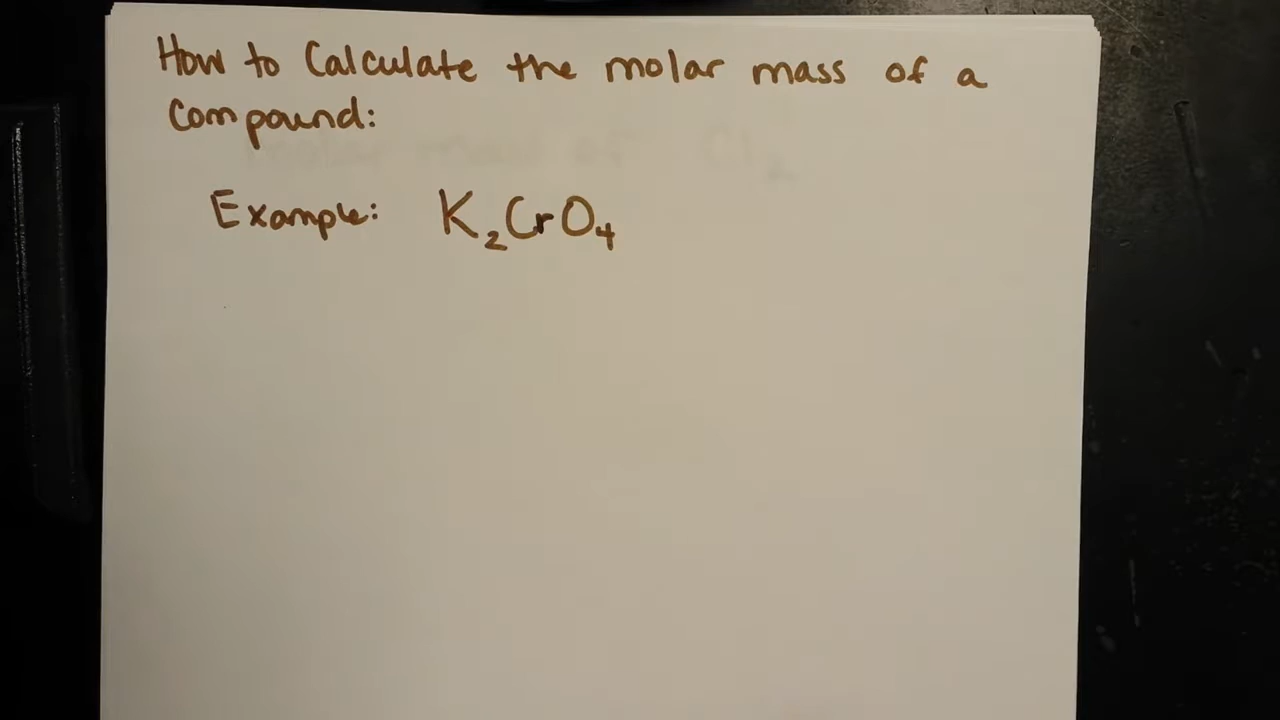 How to Calculate the molar mass of a
Compound:
Example: K₂CrO₄